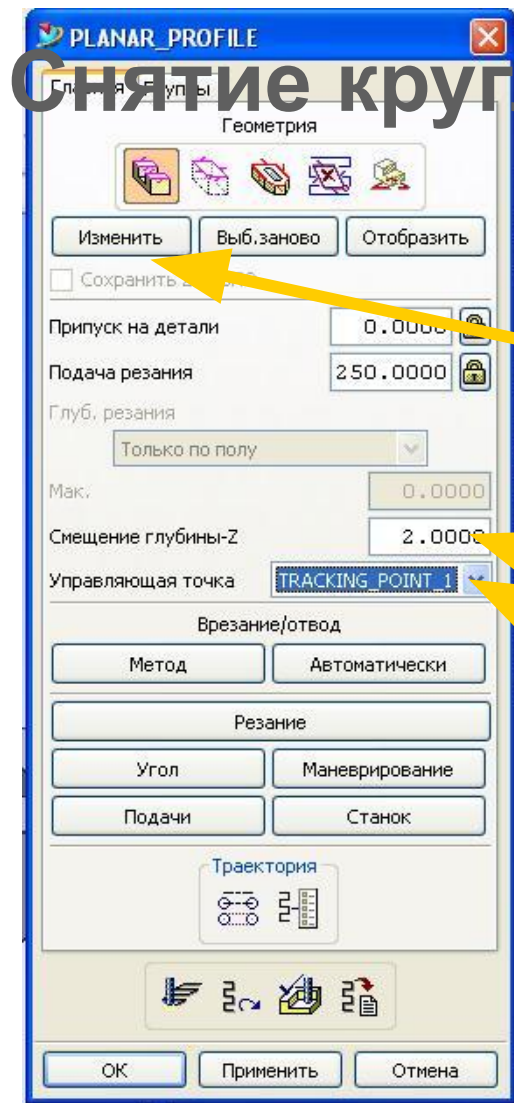 PLANAR_PROFILE
Снятие круг
Геометрия
Изменить Выб.заново Отобразить
Сохранить
Припуск на детали 0.0000
Подача резания 250.0000
Глуб. резания
Только по полу
Мак. 0.0000
Смещение глубины-Z 2.0000
Управляющая точка TRACKING_POINT_1
Врезание/отвод
Метод Автоматически
Резание
Угол Маневрирование
Подачи Станок
Траектория
ОК Применить Отмена